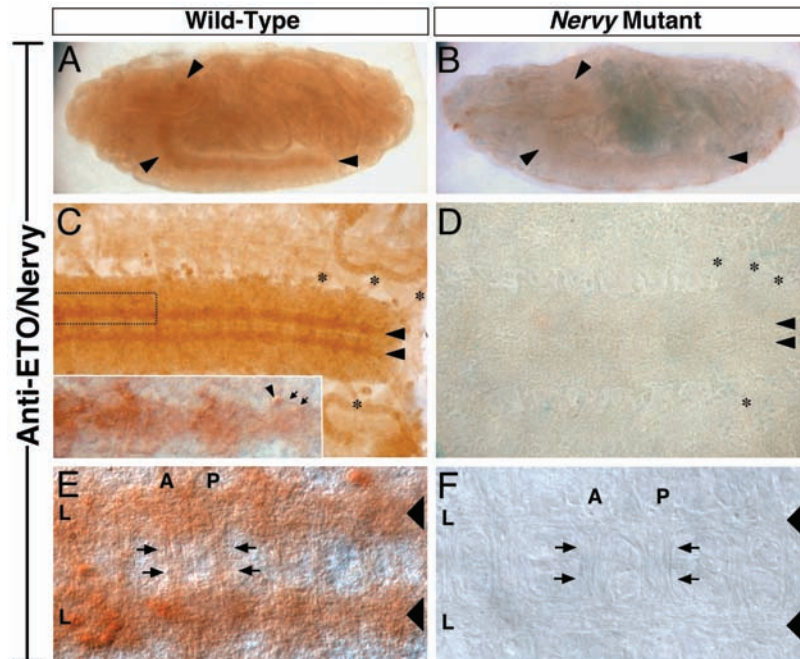 Wild-Type
Nervy Mutant
Anti-ETO/Nervy
A
B
C
* * *
*
D
* * *
*
E
A P
L
L
F
A P
L
L